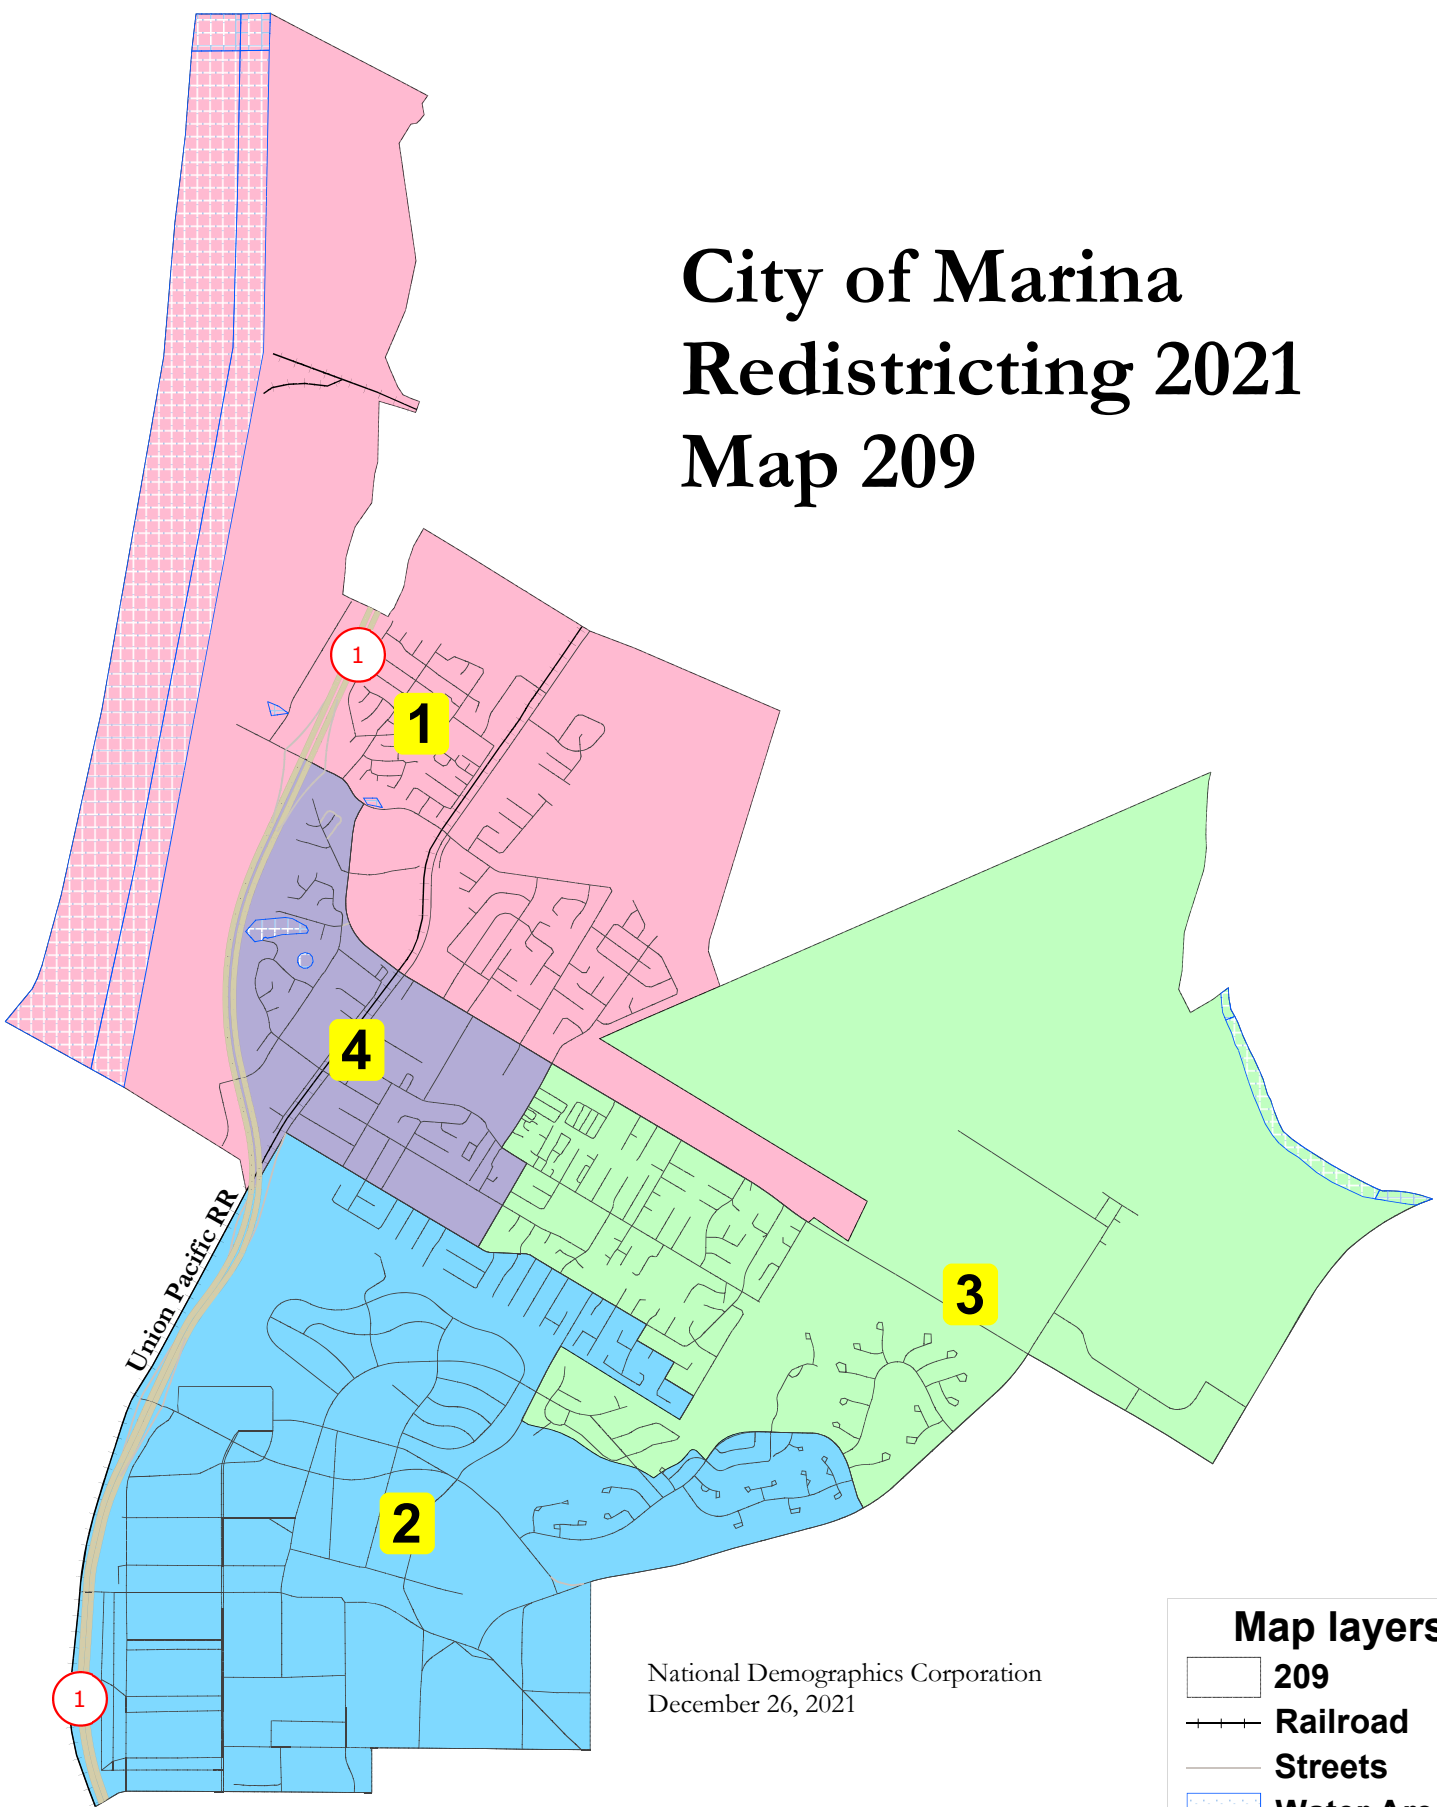 City of Marina
Redistricting 2021
Map 209
1
1
4
3
Union Pacific RR
2
1
National Demographics Corporation
December 26, 2021
Map layers
209
Railroad
Streets
Water